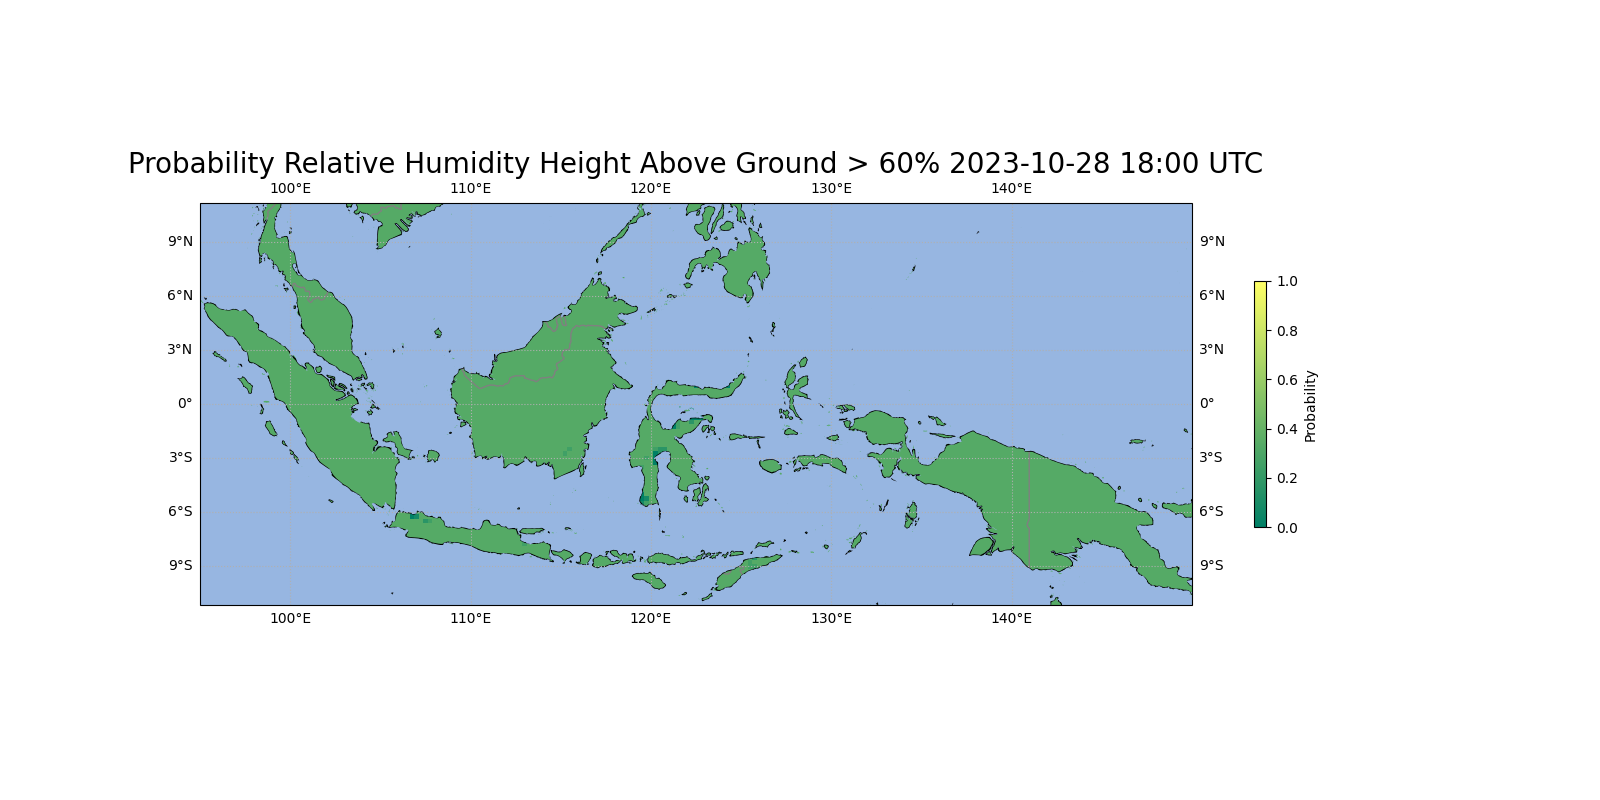 Probability Relative Humidity Height Above Ground > 60% 2023-10-28 18:00 UTC
100°E 110°E 120°E 130°E 140°E
9°N 9°N
6°N 6°N
3°N 3°N
0° 0°
3°S 3°S
6°S 6°S
9°S 9°S
100°E 110°E 120°E 130°E 140°E
1.0
0.8
0.6
0.4
0.2
0.0
Probability